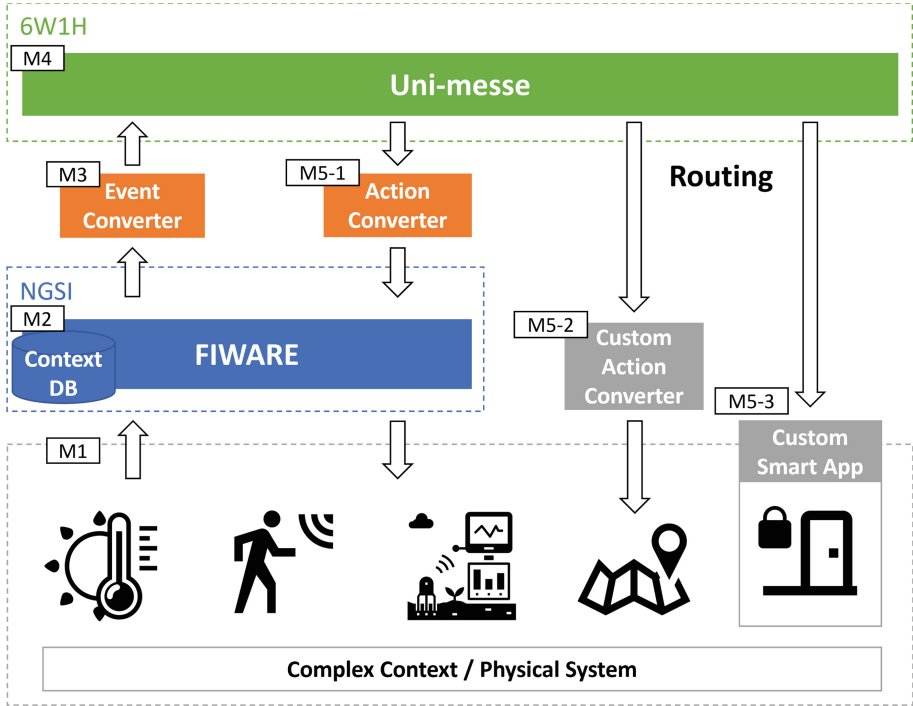 6W1H
M4
Uni-messe
M3
Event
Converter
M5-1
Action
Converter
Routing
NGSI
M2
Context
DB
FIWARE
M5-2
Custom
Action
Converter
M5-3
Custom
Smart App
M1
Complex Context / Physical System